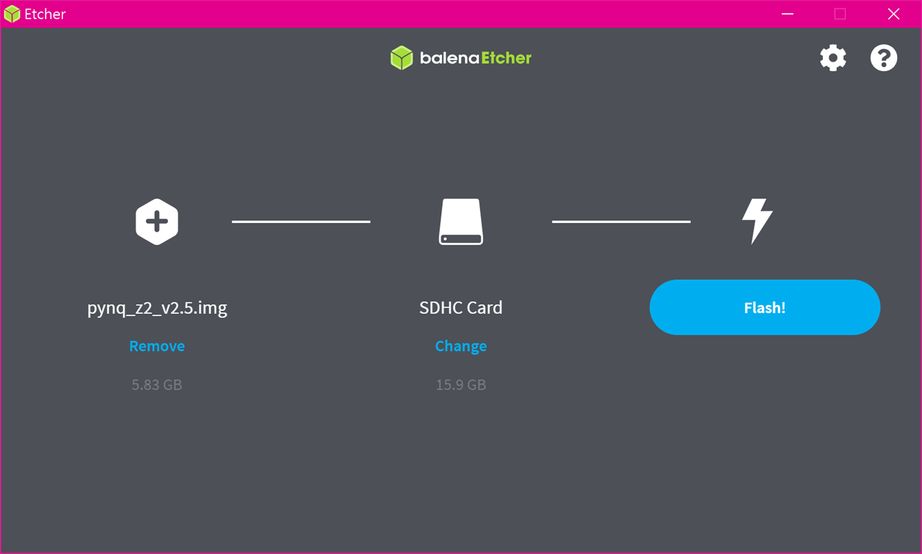 Etcher
balenaEtcher
pynq_z2_v2.5.img
SDHC Card
Flash!
Remove
Change
5.83 GB
15.9 GB